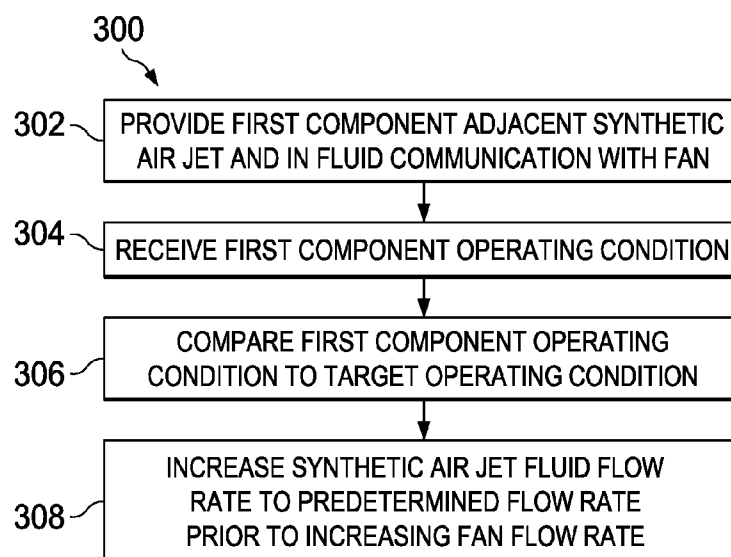 300
302
PROVIDE FIRST COMPONENT ADJACENT SYNTHETIC
AIR JET AND IN FLUID COMMUNICATION WITH FAN
304
RECEIVE FIRST COMPONENT OPERATING CONDITION
306
COMPARE FIRST COMPONENT OPERATING
CONDITION TO TARGET OPERATING CONDITION
308
INCREASE SYNTHETIC AIR JET FLUID FLOW
RATE TO PREDETERMINED FLOW RATE
PRIOR TO INCREASING FAN FLOW RATE